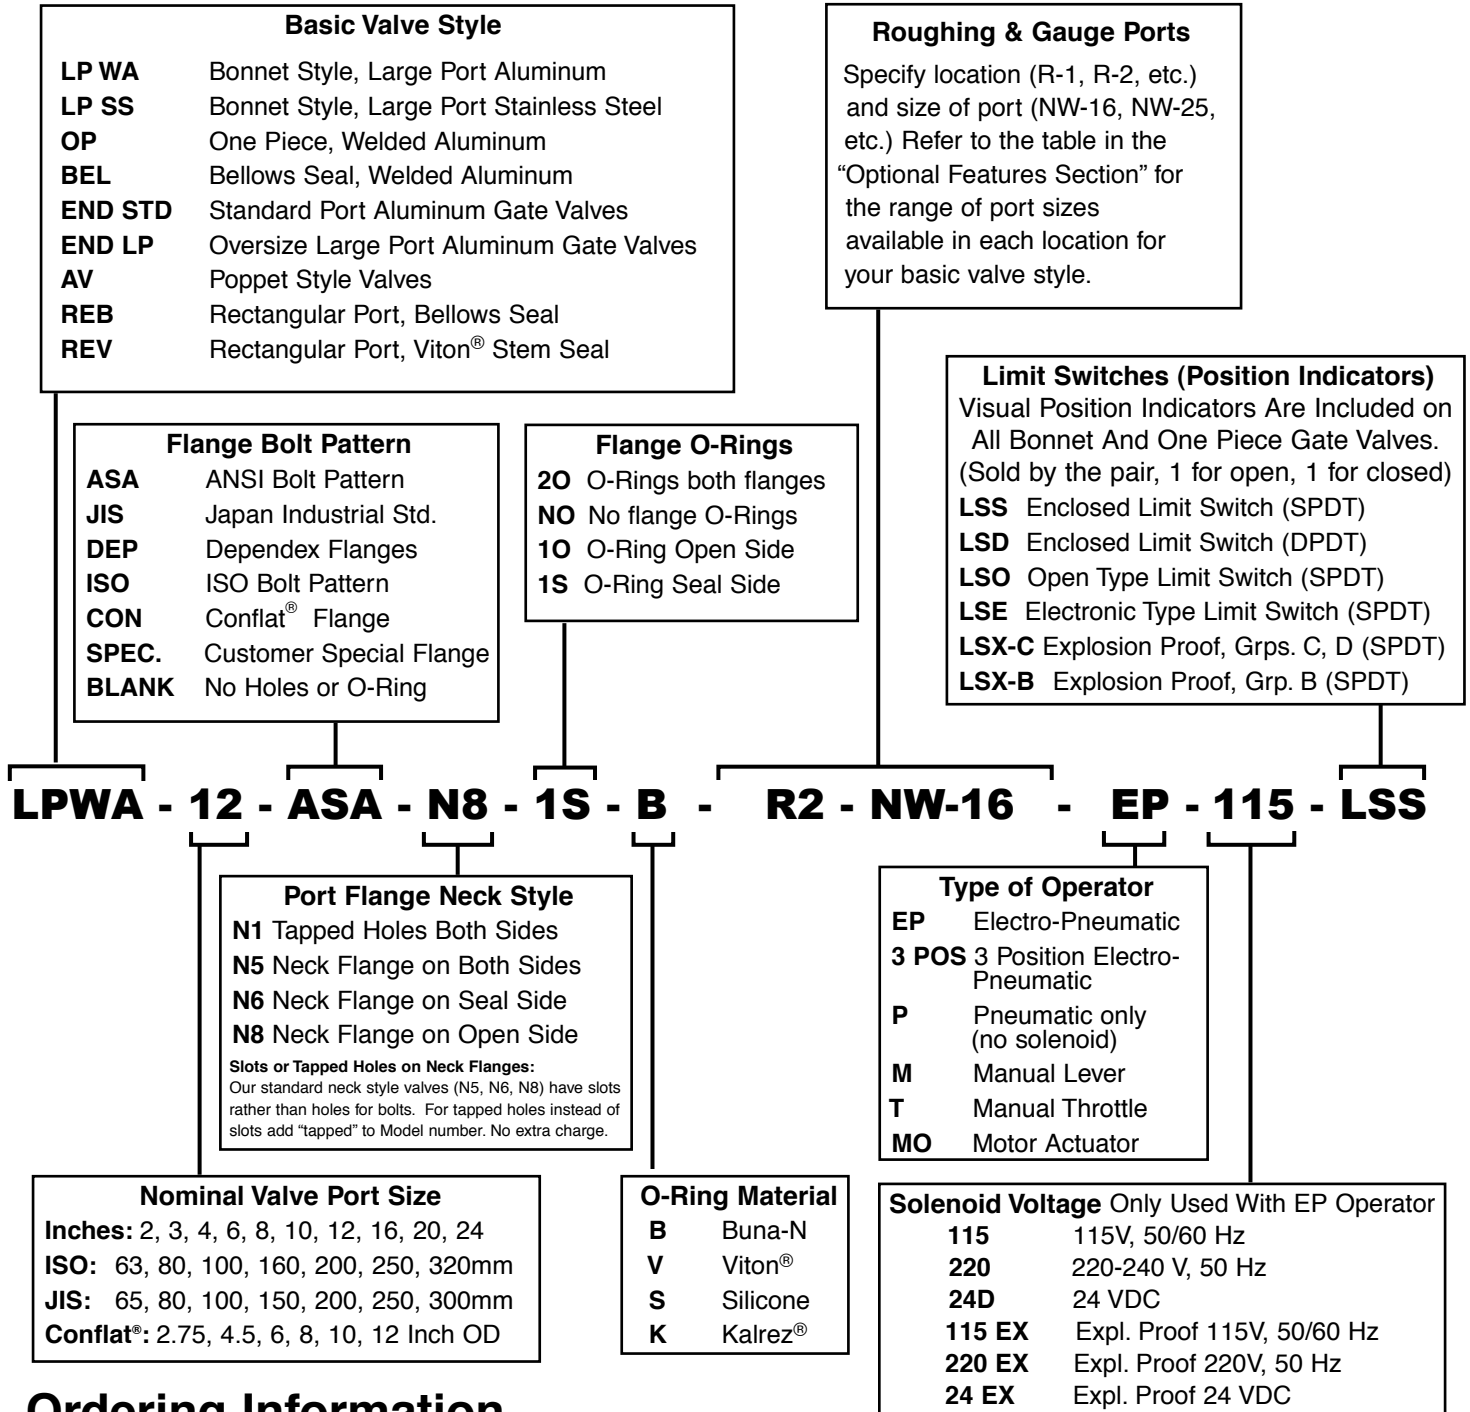 Basic Valve Style
LP WA Bonnet Style, Large Port Aluminum
LP SS Bonnet Style, Large Port Stainless Steel
OP One Piece, Welded Aluminum
BEL Bellows Seal, Welded Aluminum
END STD Standard Port Aluminum Gate Valves
END LP Oversize Large Port Aluminum Gate Valves
AV Poppet Style Valves
REB Rectangular Port, Bellows Seal
REV Rectangular Port, Viton® Stem Seal
Roughing & Gauge Ports
Specify location (R-1, R-2, etc.)
and size of port (NW-16, NW-25,
etc.) Refer to the table in the
“Optional Features Section” for
the range of port sizes
available in each location for
your basic valve style.
Flange Bolt Pattern
ASA ANSI Bolt Pattern
JIS Japan Industrial Std.
DEP Dependex Flanges
ISO ISO Bolt Pattern
CON Conflat® Flange
SPEC. Customer Special Flange
BLANK No Holes or O-Ring
Flange O-Rings
2O O-Rings both flanges
NO No flange O-Rings
1O O-Ring Open Side
1S O-Ring Seal Side
Limit Switches (Position Indicators)
Visual Position Indicators Are Included on
All Bonnet And One Piece Gate Valves.
(Sold by the pair, 1 for open, 1 for closed)
LSS Enclosed Limit Switch (SPDT)
LSD Enclosed Limit Switch (DPDT)
LSO Open Type Limit Switch (SPDT)
LSE Electronic Type Limit Switch (SPDT)
LSX-C Explosion Proof, Grps. C, D (SPDT)
LSX-B Explosion Proof, Grp. B (SPDT)
LPWA - 12 - ASA - N8 - 1S - B - R2 - NW-16 - EP - 115 - LSS
Port Flange Neck Style
N1 Tapped Holes Both Sides
N5 Neck Flange on Both Sides
N6 Neck Flange on Seal Side
N8 Neck Flange on Open Side
Slots or Tapped Holes on Neck Flanges:
Our standard neck style valves (N5, N6, N8) have slots
rather than holes for bolts. For tapped holes instead of
slots add “tapped” to Model number. No extra charge.
Type of Operator
EP Electro-Pneumatic
3 POS 3 Position Electro-
Pneumatic
P Pneumatic only
(no solenoid)
M Manual Lever
T Manual Throttle
MO Motor Actuator
Nominal Valve Port Size
Inches: 2, 3, 4, 6, 8, 10, 12, 16, 20, 24
ISO: 63, 80, 100, 160, 200, 250, 320mm
JIS: 65, 80, 100, 150, 200, 250, 300mm
Conflat®: 2.75, 4.5, 6, 8, 10, 12 Inch OD
O-Ring Material
B Buna-N
V Viton®
S Silicone
K Kalrez®
Solenoid Voltage Only Used With EP Operator
115 115V, 50/60 Hz
220 220-240 V, 50 Hz
24D 24 VDC
115 EX Expl. Proof 115V, 50/60 Hz
220 EX Expl. Proof 220V, 50 Hz
24 EX Expl. Proof 24 VDC
Ordering Information